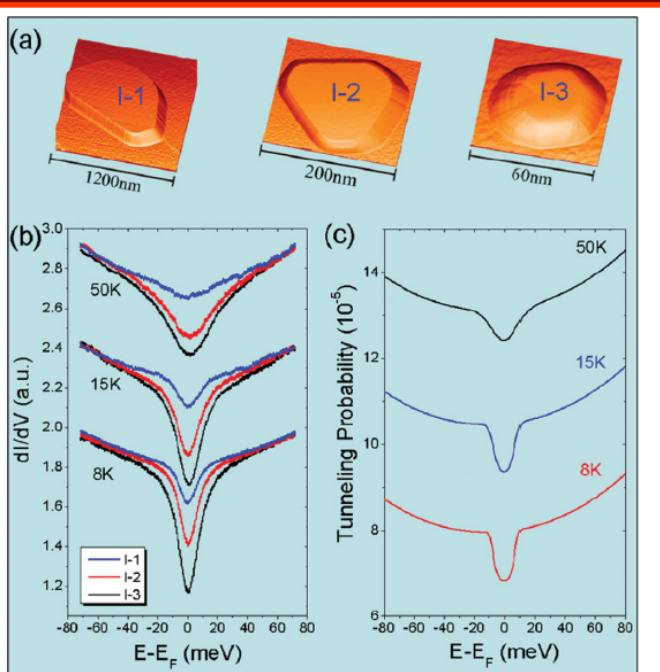 (a)
I-1
I-2
I-3
1200nm
200nm
60nm
(b)
3.0
2.8
2.6
2.4
2.2
2.0
1.8
1.6
1.4
1.2
dI/dV (a.u.)
50K
15K
8K
I-1
I-2
I-3
-80 -60 -40 -20 0 20 40 60 80
E-E_F (meV)
(c)
14
12
10
8
6
Tunneling Probability (10⁻⁵)
50K
15K
8K
-80 -60 -40 -20 0 20 40 60 80
E-E_F (meV)